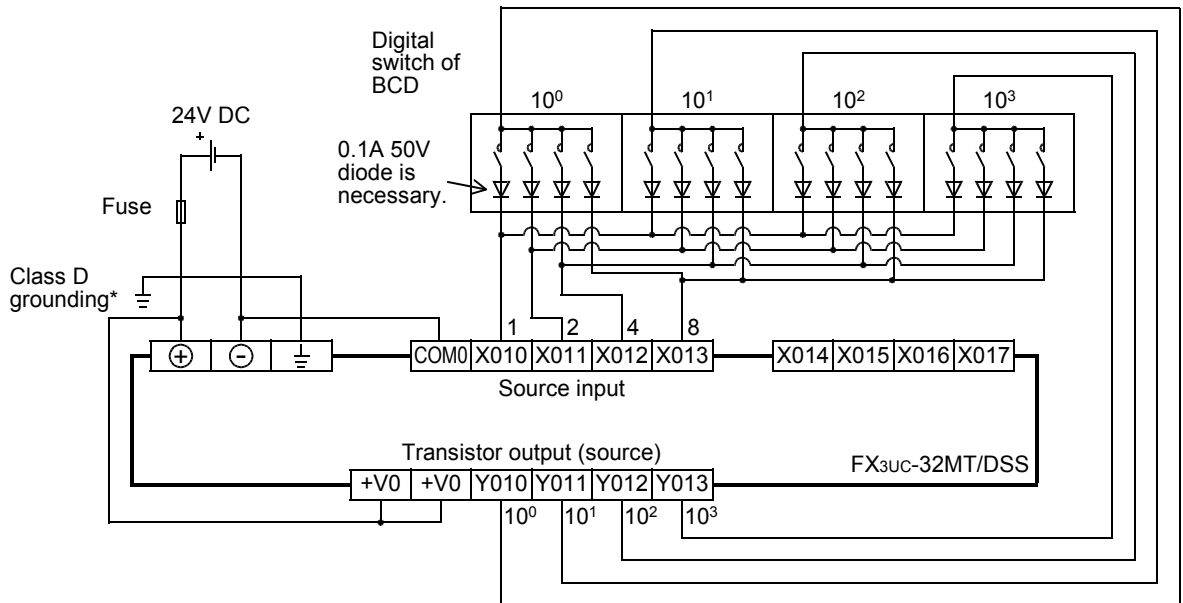 Digital
switch of
BCD
10⁰ 10¹ 10² 10³
24V DC
+
0.1A 50V
diode is
necessary.
Fuse
Class D
grounding*
1 2 4 8
+ - COM0 X010 X011 X012 X013 X014 X015 X016 X017
Source input
Transistor output (source)
FX3UC-32MT/DSS
+V0 +V0 Y010 Y011 Y012 Y013
10⁰ 10¹ 10² 10³